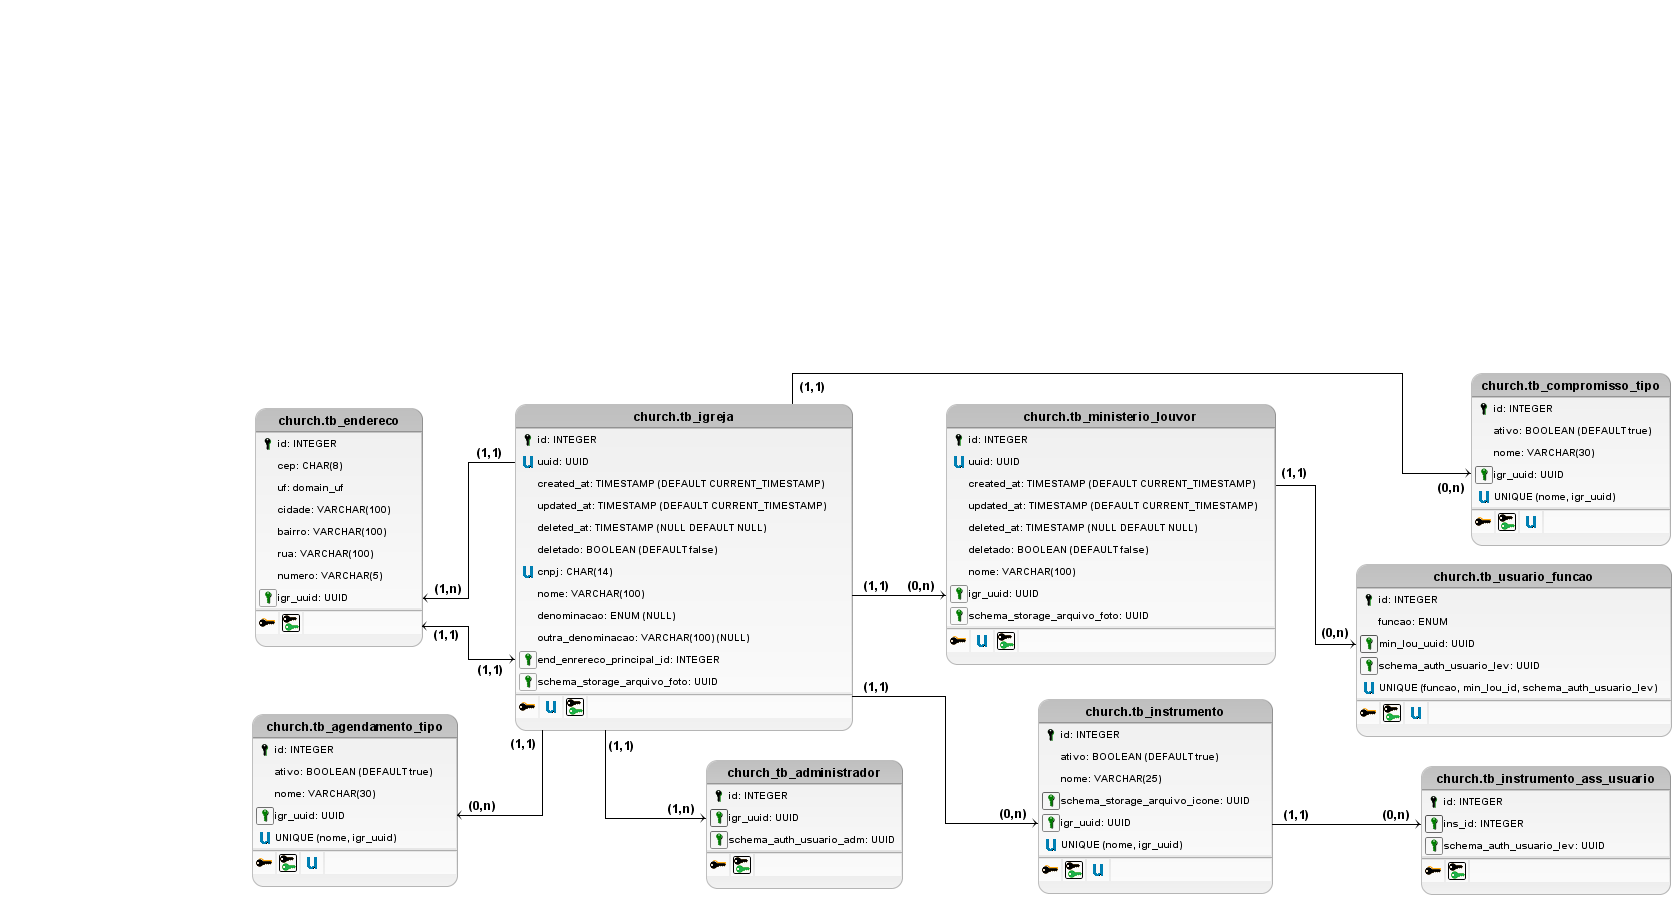 church.tb_endereco
id: INTEGER
cep: CHAR(8)
uf: domain_uf
cidade: VARCHAR(100)
bairro: VARCHAR(100)
rua: VARCHAR(100)
numero: VARCHAR(5)
igr_uuid: UUID
(1,1)
(1,n)
(1,1)
(1,1)
church.tb_igreja
id: INTEGER
uuid: UUID
created_at: TIMESTAMP (DEFAULT CURRENT_TIMESTAMP)
updated_at: TIMESTAMP (DEFAULT CURRENT_TIMESTAMP)
deleted_at: TIMESTAMP (NULL DEFAULT NULL)
deletado: BOOLEAN (DEFAULT false)
cnpj: CHAR(14)
nome: VARCHAR(100)
denominacao: ENUM (NULL)
outra_denominacao: VARCHAR(100) (NULL)
end_enrereco_principal_id: INTEGER
schema_storage_arquivo_foto: UUID
(1,1)
(1,1) (0,n)
church.tb_ministerio_louvor
id: INTEGER
uuid: UUID
created_at: TIMESTAMP (DEFAULT CURRENT_TIMESTAMP)
updated_at: TIMESTAMP (DEFAULT CURRENT_TIMESTAMP)
deleted_at: TIMESTAMP (NULL DEFAULT NULL)
deletado: BOOLEAN (DEFAULT false)
nome: VARCHAR(100)
igr_uuid: UUID
schema_storage_arquivo_foto: UUID
(1,1)
(0,n)
church.tb_compromisso_tipo
id: INTEGER
ativo: BOOLEAN (DEFAULT true)
nome: VARCHAR(30)
igr_uuid: UUID
UNIQUE (nome, igr_uuid)
(0,n)
church.tb_usuario_funcao
id: INTEGER
funcao: ENUM
min_lou_uuid: UUID
schema_auth_usuario_lev: UUID
UNIQUE (funcao, min_lou_id, schema_auth_usuario_lev)
church.tb_agendamento_tipo
id: INTEGER
ativo: BOOLEAN (DEFAULT true)
nome: VARCHAR(30)
igr_uuid: UUID
UNIQUE (nome, igr_uuid)
(1,1)
(0,n)
(1,1)
(1,n)
church_tb_administrador
id: INTEGER
igr_uuid: UUID
schema_auth_usuario_adm: UUID
(1,1)
(0,n)
church.tb_instrumento
id: INTEGER
ativo: BOOLEAN (DEFAULT true)
nome: VARCHAR(25)
schema_storage_arquivo_icone: UUID
igr_uuid: UUID
UNIQUE (nome, igr_uuid)
(1,1) (0,n)
church.tb_instrumento_ass_usuario
id: INTEGER
ins_id: INTEGER
schema_auth_usuario_lev: UUID